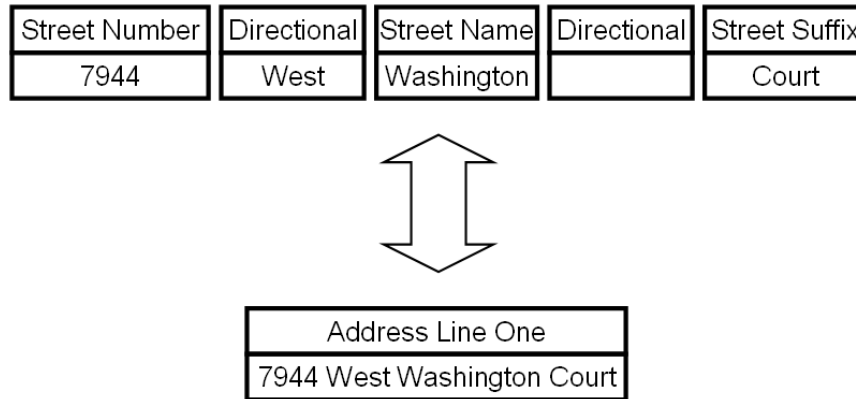 Street Number Directional Street Name Directional Street Suffix
7944 West Washington Court
Address Line One
7944 West Washington Court